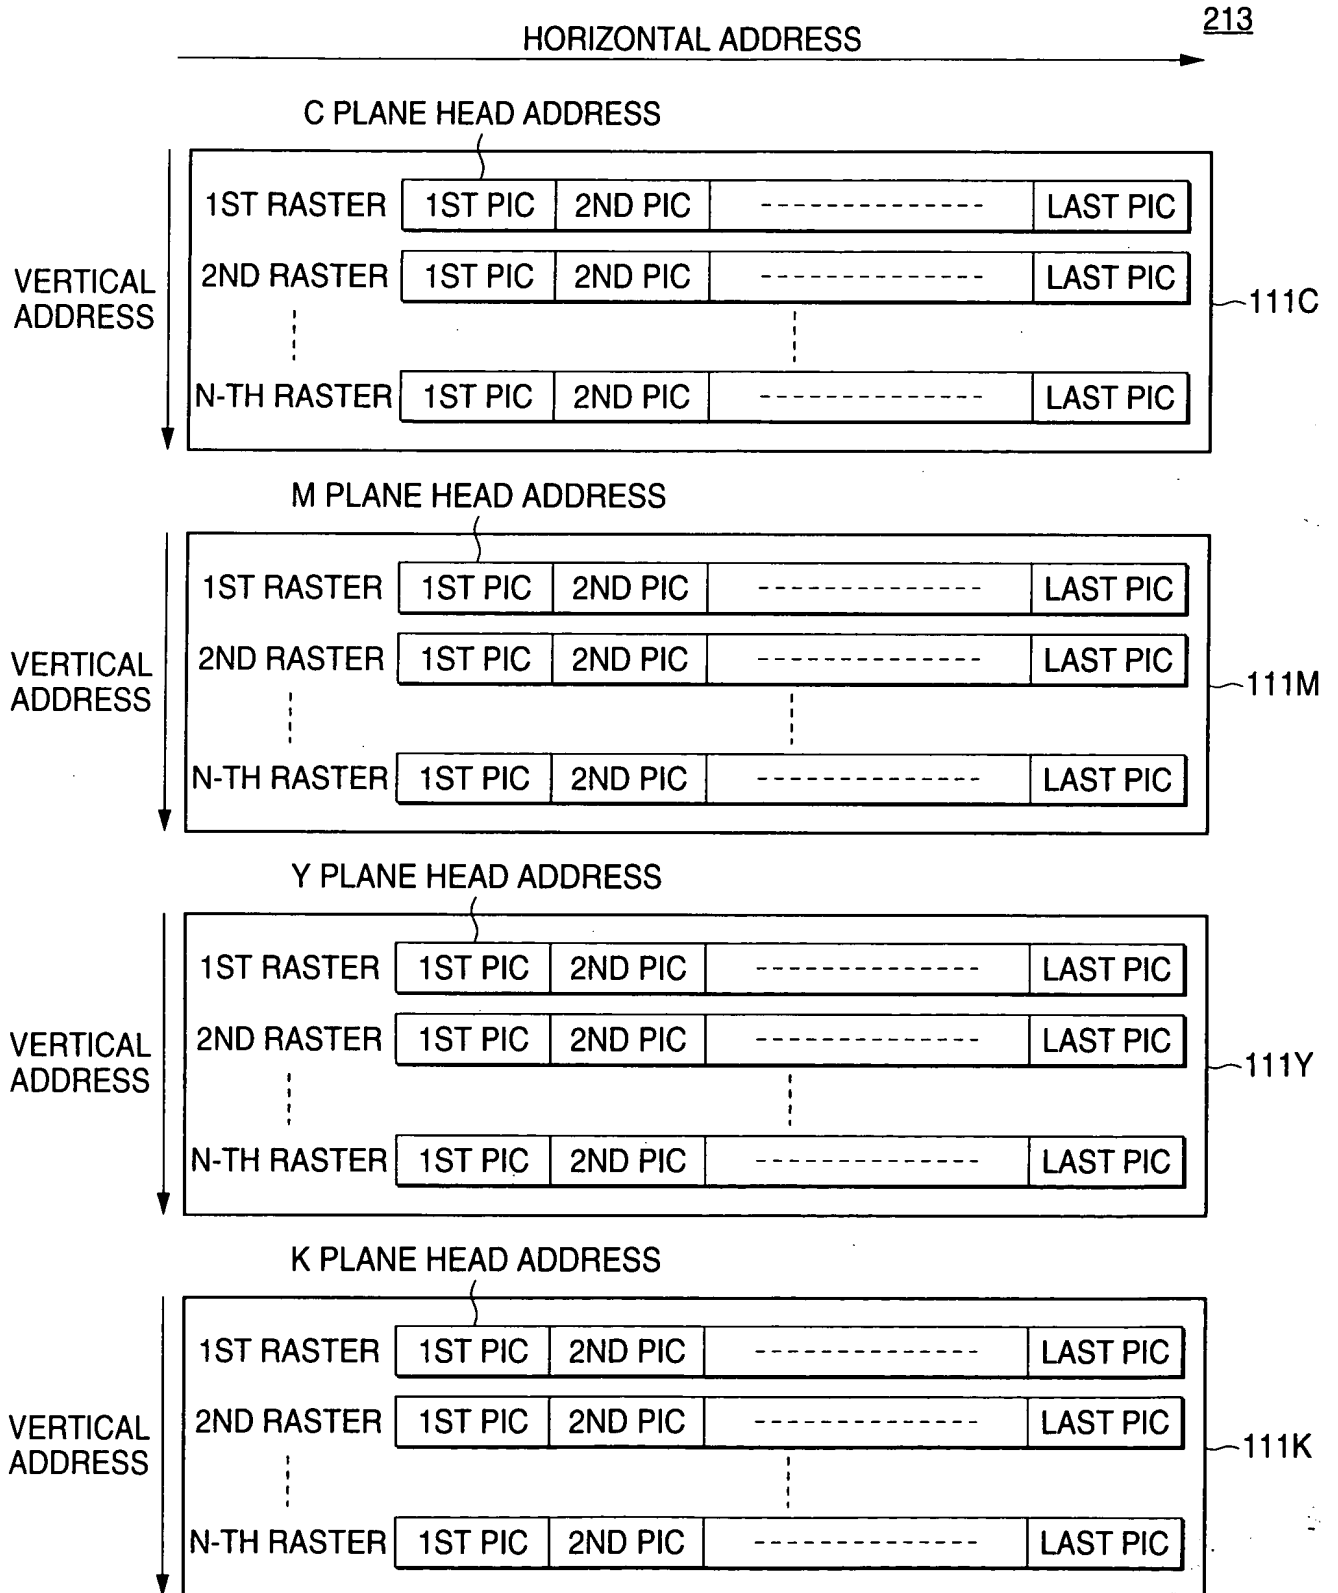 213
HORIZONTAL ADDRESS
C PLANE HEAD ADDRESS
1ST RASTER 1ST PIC 2ND PIC LAST PIC
2ND RASTER 1ST PIC 2ND PIC LAST PIC
VERTICAL
ADDRESS
111C
N-TH RASTER 1ST PIC 2ND PIC LAST PIC
M PLANE HEAD ADDRESS
1ST RASTER 1ST PIC 2ND PIC LAST PIC
2ND RASTER 1ST PIC 2ND PIC LAST PIC
VERTICAL
ADDRESS
111M
N-TH RASTER 1ST PIC 2ND PIC LAST PIC
Y PLANE HEAD ADDRESS
1ST RASTER 1ST PIC 2ND PIC LAST PIC
2ND RASTER 1ST PIC 2ND PIC LAST PIC
VERTICAL
ADDRESS
111Y
N-TH RASTER 1ST PIC 2ND PIC LAST PIC
K PLANE HEAD ADDRESS
1ST RASTER 1ST PIC 2ND PIC LAST PIC
2ND RASTER 1ST PIC 2ND PIC LAST PIC
VERTICAL
ADDRESS
111K
N-TH RASTER 1ST PIC 2ND PIC LAST PIC